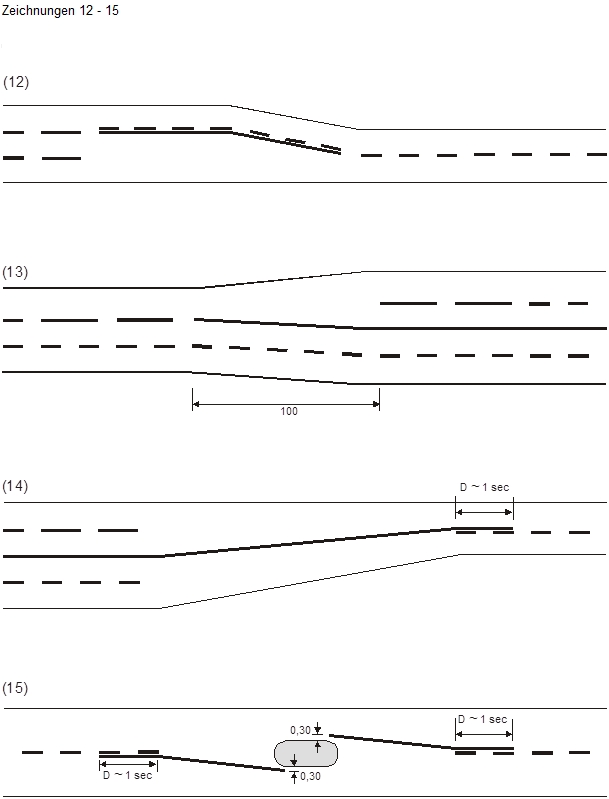 Zeichnungen 12 - 15
(12)
(13)
100
(14)
D ~ 1 sec
(15)
0,30
D ~ 1 sec
D ~ 1 sec
0,30